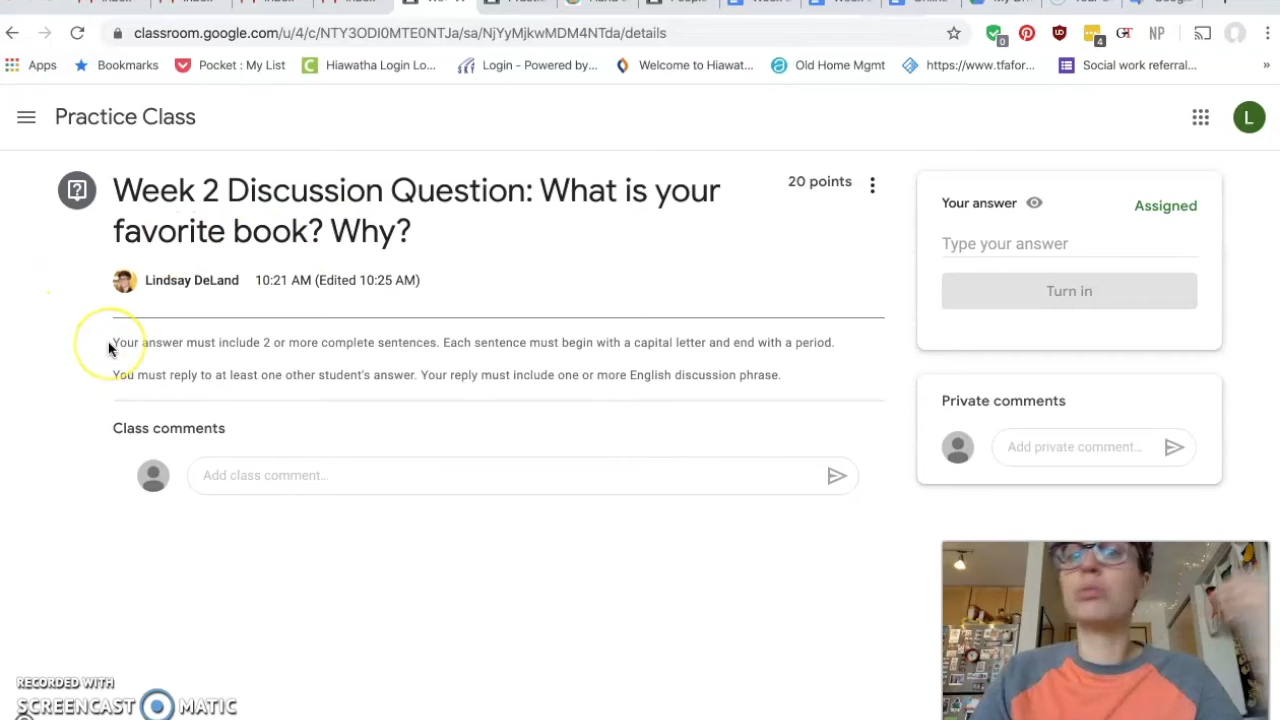 classroom.google.com/u/4/c/NTY3ODI0MTE0NTJa/sa/NjYyMjkwMDM4NTda/details
0
4
NP
Apps
Bookmarks
Pocket : My List
Hiawatha Login Lo...
Login - Powered by...
Welcome to Hiawat...
Old Home Mgmt
https://www.tfafor...
Social work referral...
»
Practice Class
L
Week 2 Discussion Question: What is your
favorite book? Why?
20 points
Lindsay DeLand 10:21 AM (Edited 10:25 AM)
Your answer must include 2 or more complete sentences. Each sentence must begin with a capital letter and end with a period.
You must reply to at least one other student's answer. Your reply must include one or more English discussion phrase.
Class comments
Add class comment...
Your answer
Assigned
Type your answer
Turn in
Private comments
Add private comment...
RECORDED WITH
SCREENCAST MATIC